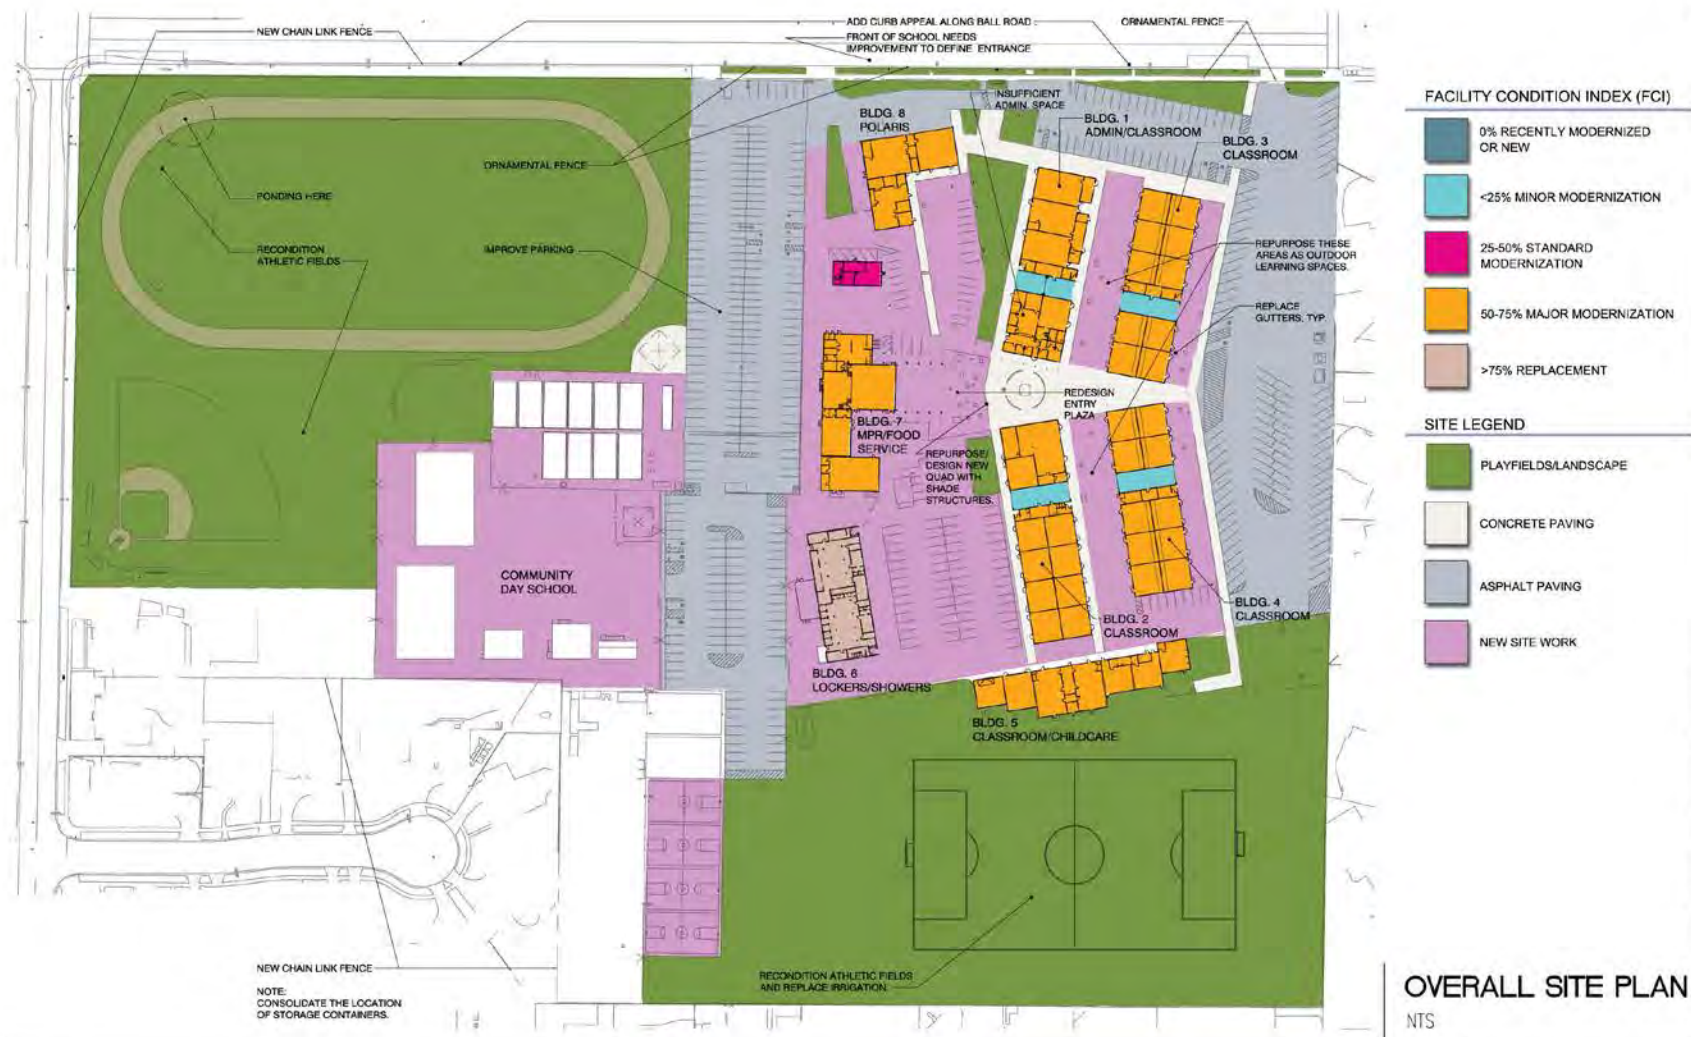 NEW CHAIN LINK FENCE
ADD CURB APPEAL ALONG BALL ROAD
FRONT OF SCHOOL NEEDS
IMPROVEMENT TO DEFINE ENTRANCE
ORNAMENTAL FENCE
INSUFFICIENT
ADMIN. SPACE
BLDG. 8
POLARIS
BLDG. 1
ADMIN/CLASSROOM
BLDG. 3
CLASSROOM
ORNAMENTAL FENCE
PONDING HERE
RECONDITION
ATHLETIC FIELDS
IMPROVE PARKING
REPURPOSE THESE
AREAS AS OUTDOOR
LEARNING SPACES.
REPLACE
GUTTERS, TYP.
REDESIGN
ENTRY
PLAZA
BLDG. 7
MPR/FOOD
SERVICE
REPURPOSE/
DESIGN NEW
QUAD WITH
SHADE
STRUCTURES.
COMMUNITY
DAY SCHOOL
BLDG. 4
CLASSROOM
BLDG. 2
CLASSROOM
BLDG. 6
LOCKERS/SHOWERS
BLDG. 5
CLASSROOM/CHILDCARE
NEW CHAIN LINK FENCE
NOTE:
CONSOLIDATE THE LOCATION
OF STORAGE CONTAINERS.
RECONDITION ATHLETIC FIELDS
AND REPLACE IRRIGATION.
FACILITY CONDITION INDEX (FCI)
0% RECENTLY MODERNIZED
OR NEW
<25% MINOR MODERNIZATION
25-50% STANDARD
MODERNIZATION
50-75% MAJOR MODERNIZATION
>75% REPLACEMENT
SITE LEGEND
PLAYFIELDS/LANDSCAPE
CONCRETE PAVING
ASPHALT PAVING
NEW SITE WORK
OVERALL SITE PLAN
NTS